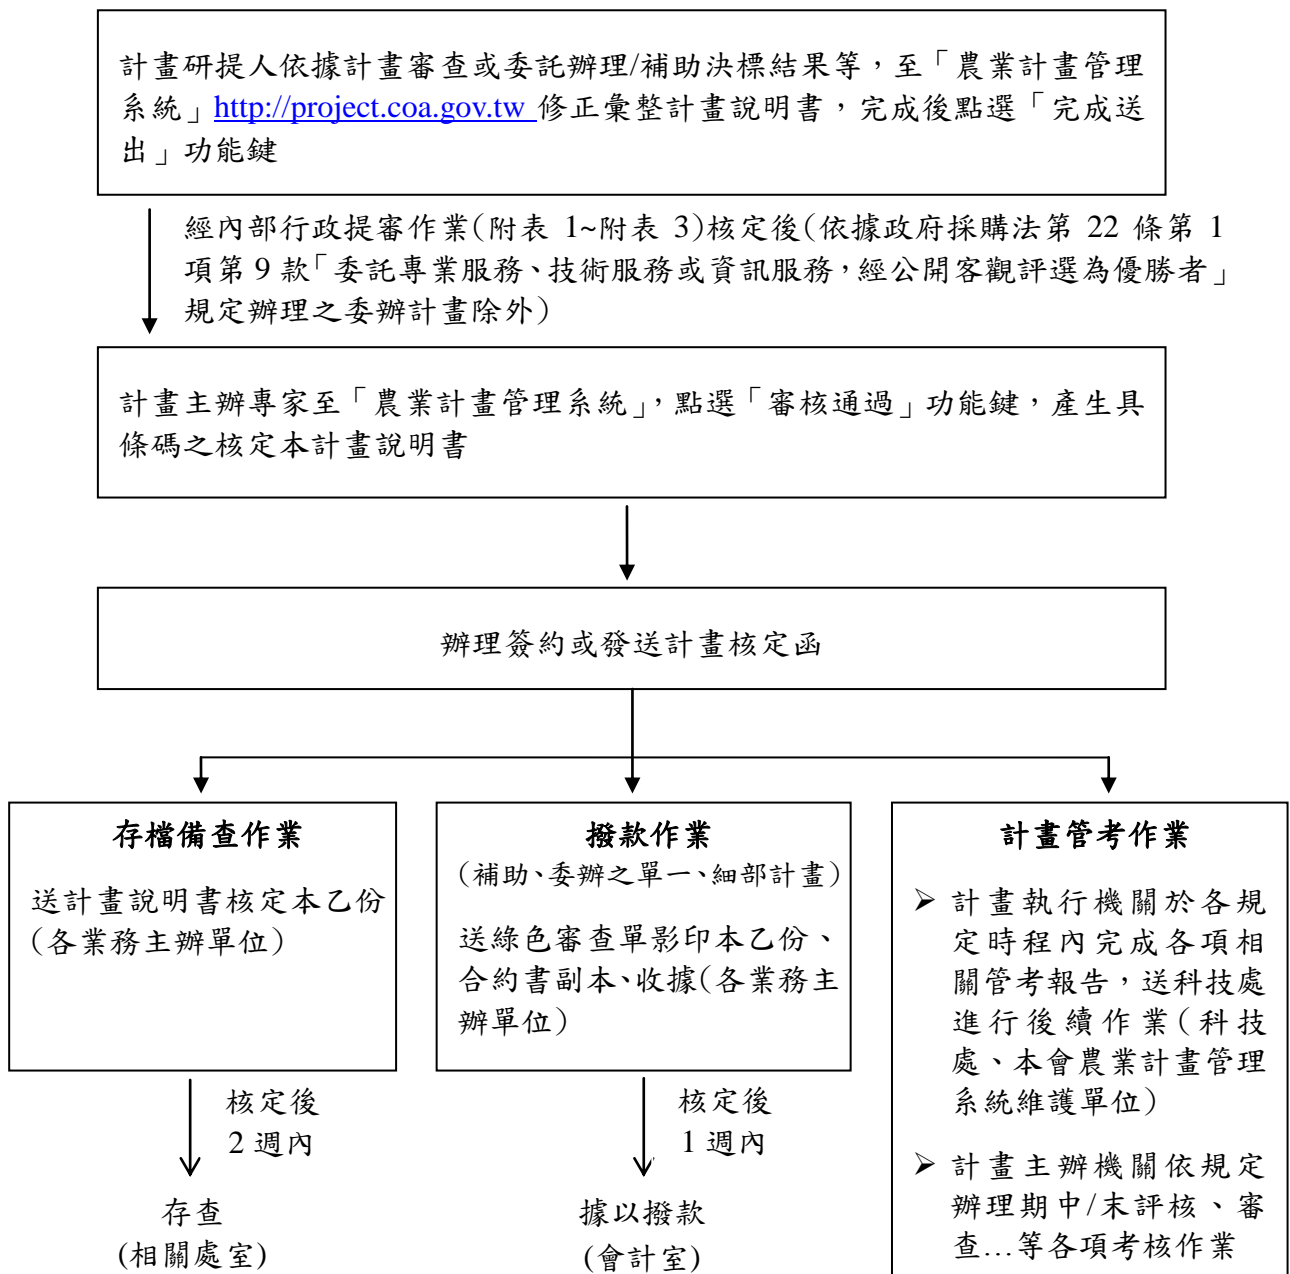 計畫研提人依據計畫審查或委託辦理/補助決標結果等，至「農業計畫管理
系統」http://project.coa.gov.tw 修正彙整計畫說明書，完成後點選「完成送
出」功能鍵
經內部行政提審作業(附表 1~附表 3)核定後(依據政府採購法第 22 條第 1
項第 9 款「委託專業服務、技術服務或資訊服務，經公開客觀評選為優勝者」
規定辦理之委辦計畫除外)
計畫主辦專家至「農業計畫管理系統」，點選「審核通過」功能鍵，產生具
條碼之核定本計畫說明書
辦理簽約或發送計畫核定函
存檔備查作業
送計畫說明書核定本乙份
(各業務主辦單位)
核定後
2 週內
存查
(相關處室)
撥款作業
(補助、委辦之單一、細部計畫)
送綠色審查單影印本乙份、
合約書副本、收據(各業務主
辦單位)
核定後
1 週內
據以撥款
(會計室)
計畫管考作業
➢ 計畫執行機關於各規
定時程內完成各項相
關管考報告，送科技處
進行後續作業(科技
處、本會農業計畫管理
系統維護單位)
➢ 計畫主辦機關依規定
辦理期中/末評核、審
查…等各項考核作業